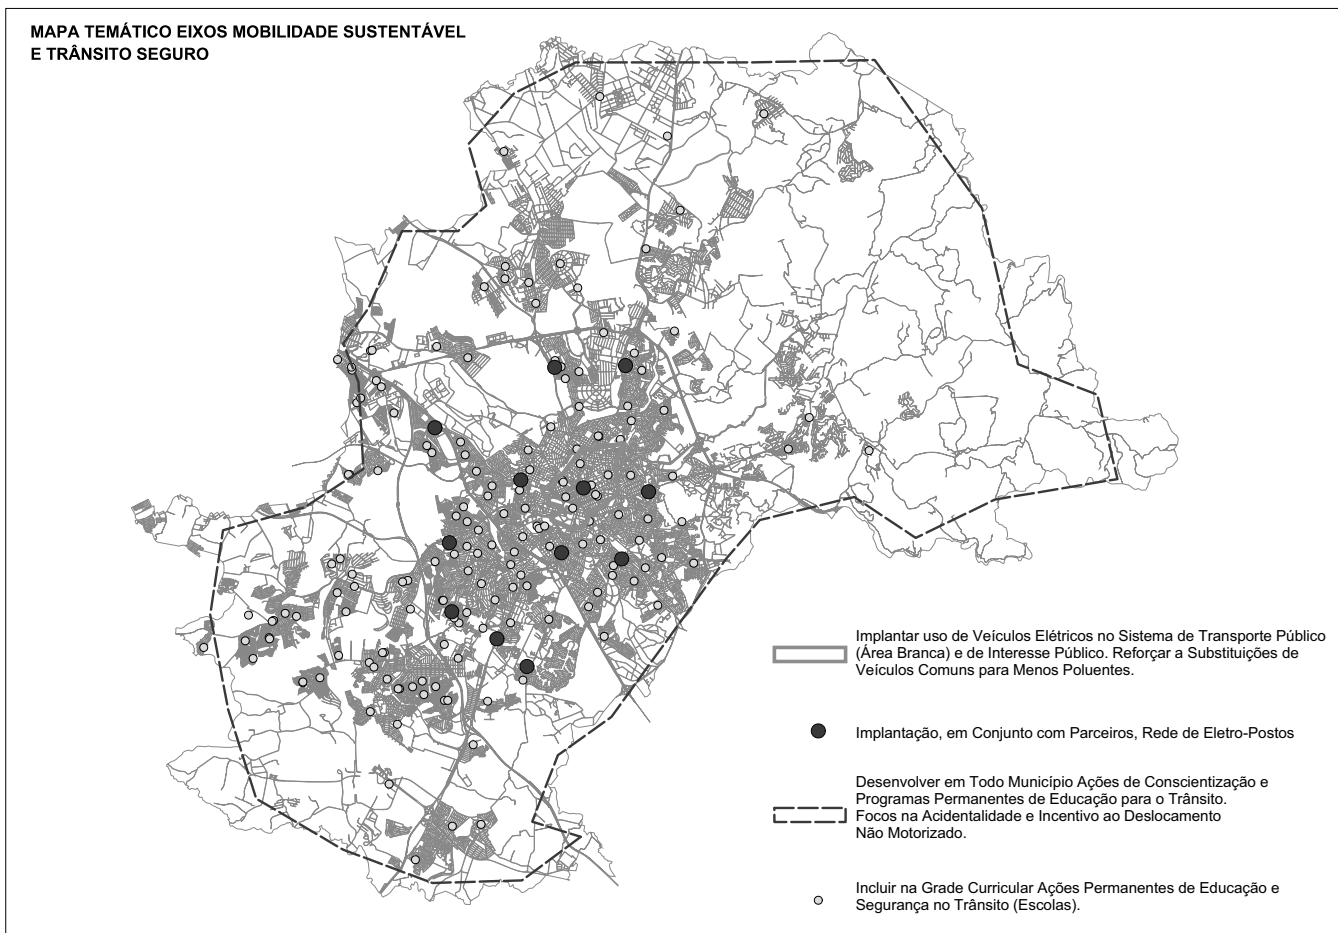 MAPA TEMÁTICO EIXOS MOBILIDADE SUSTENTÁVEL
E TRÂNSITO SEGURO
Implantar uso de Veículos Elétricos no Sistema de Transporte Público
(Área Branca) e de Interesse Público. Reforçar a Substituições de
Veículos Comuns para Menos Poluentes.
Implantação, em Conjunto com Parceiros, Rede de Eletro-Postos
Desenvolver em Todo Município Ações de Conscientização e
Programas Permanentes de Educação para o Trânsito.
Focos na Acidentalidade e Incentivo ao Deslocamento
Não Motorizado.
Incluir na Grade Curricular Ações Permanentes de Educação e
Segurança no Trânsito (Escolas).